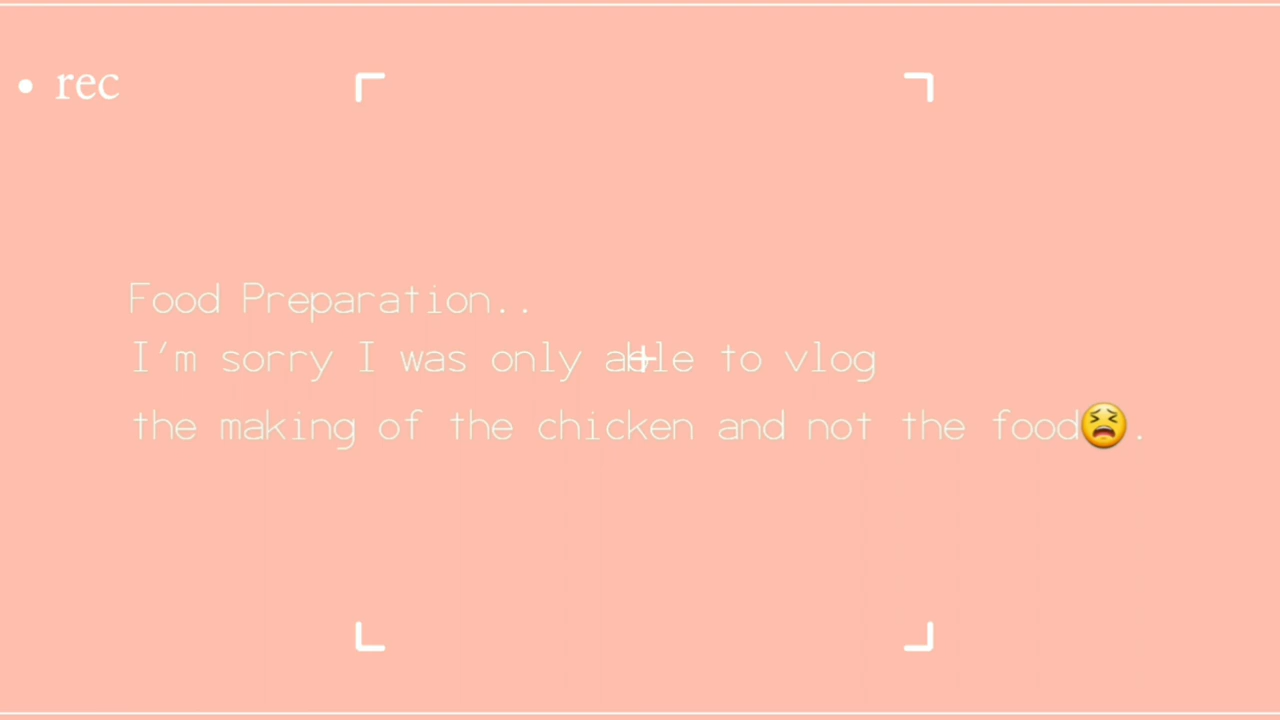 • rec
Food Preparation..
I'm sorry I was only able to vlog
the making of the chicken and not the food😫.